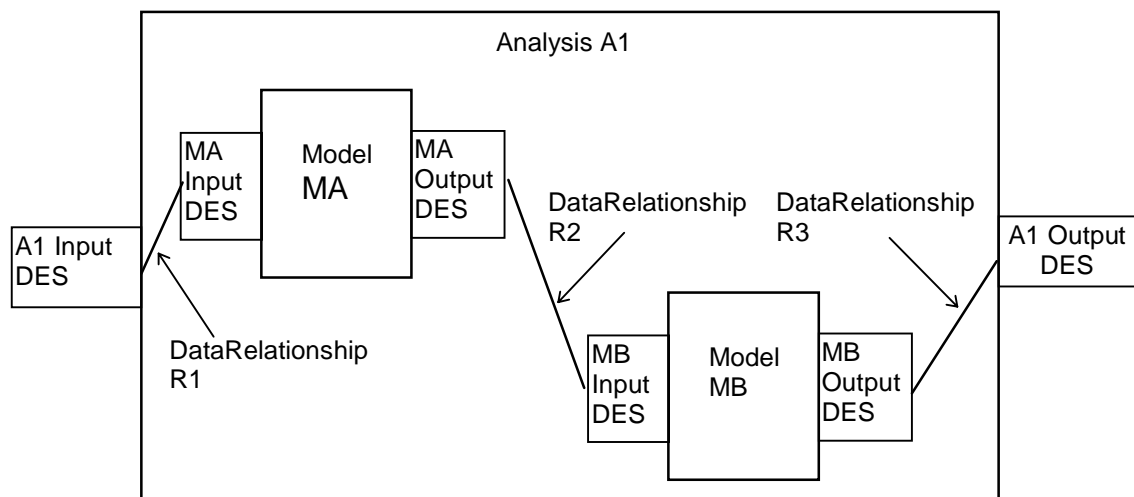 Analysis A1
MA
Input
DES
Model
MA
MA
Output
DES
DataRelationship
R2
DataRelationship
R3
A1 Input
DES
A1 Output
DES
DataRelationship
R1
MB
Input
DES
Model
MB
MB
Output
DES